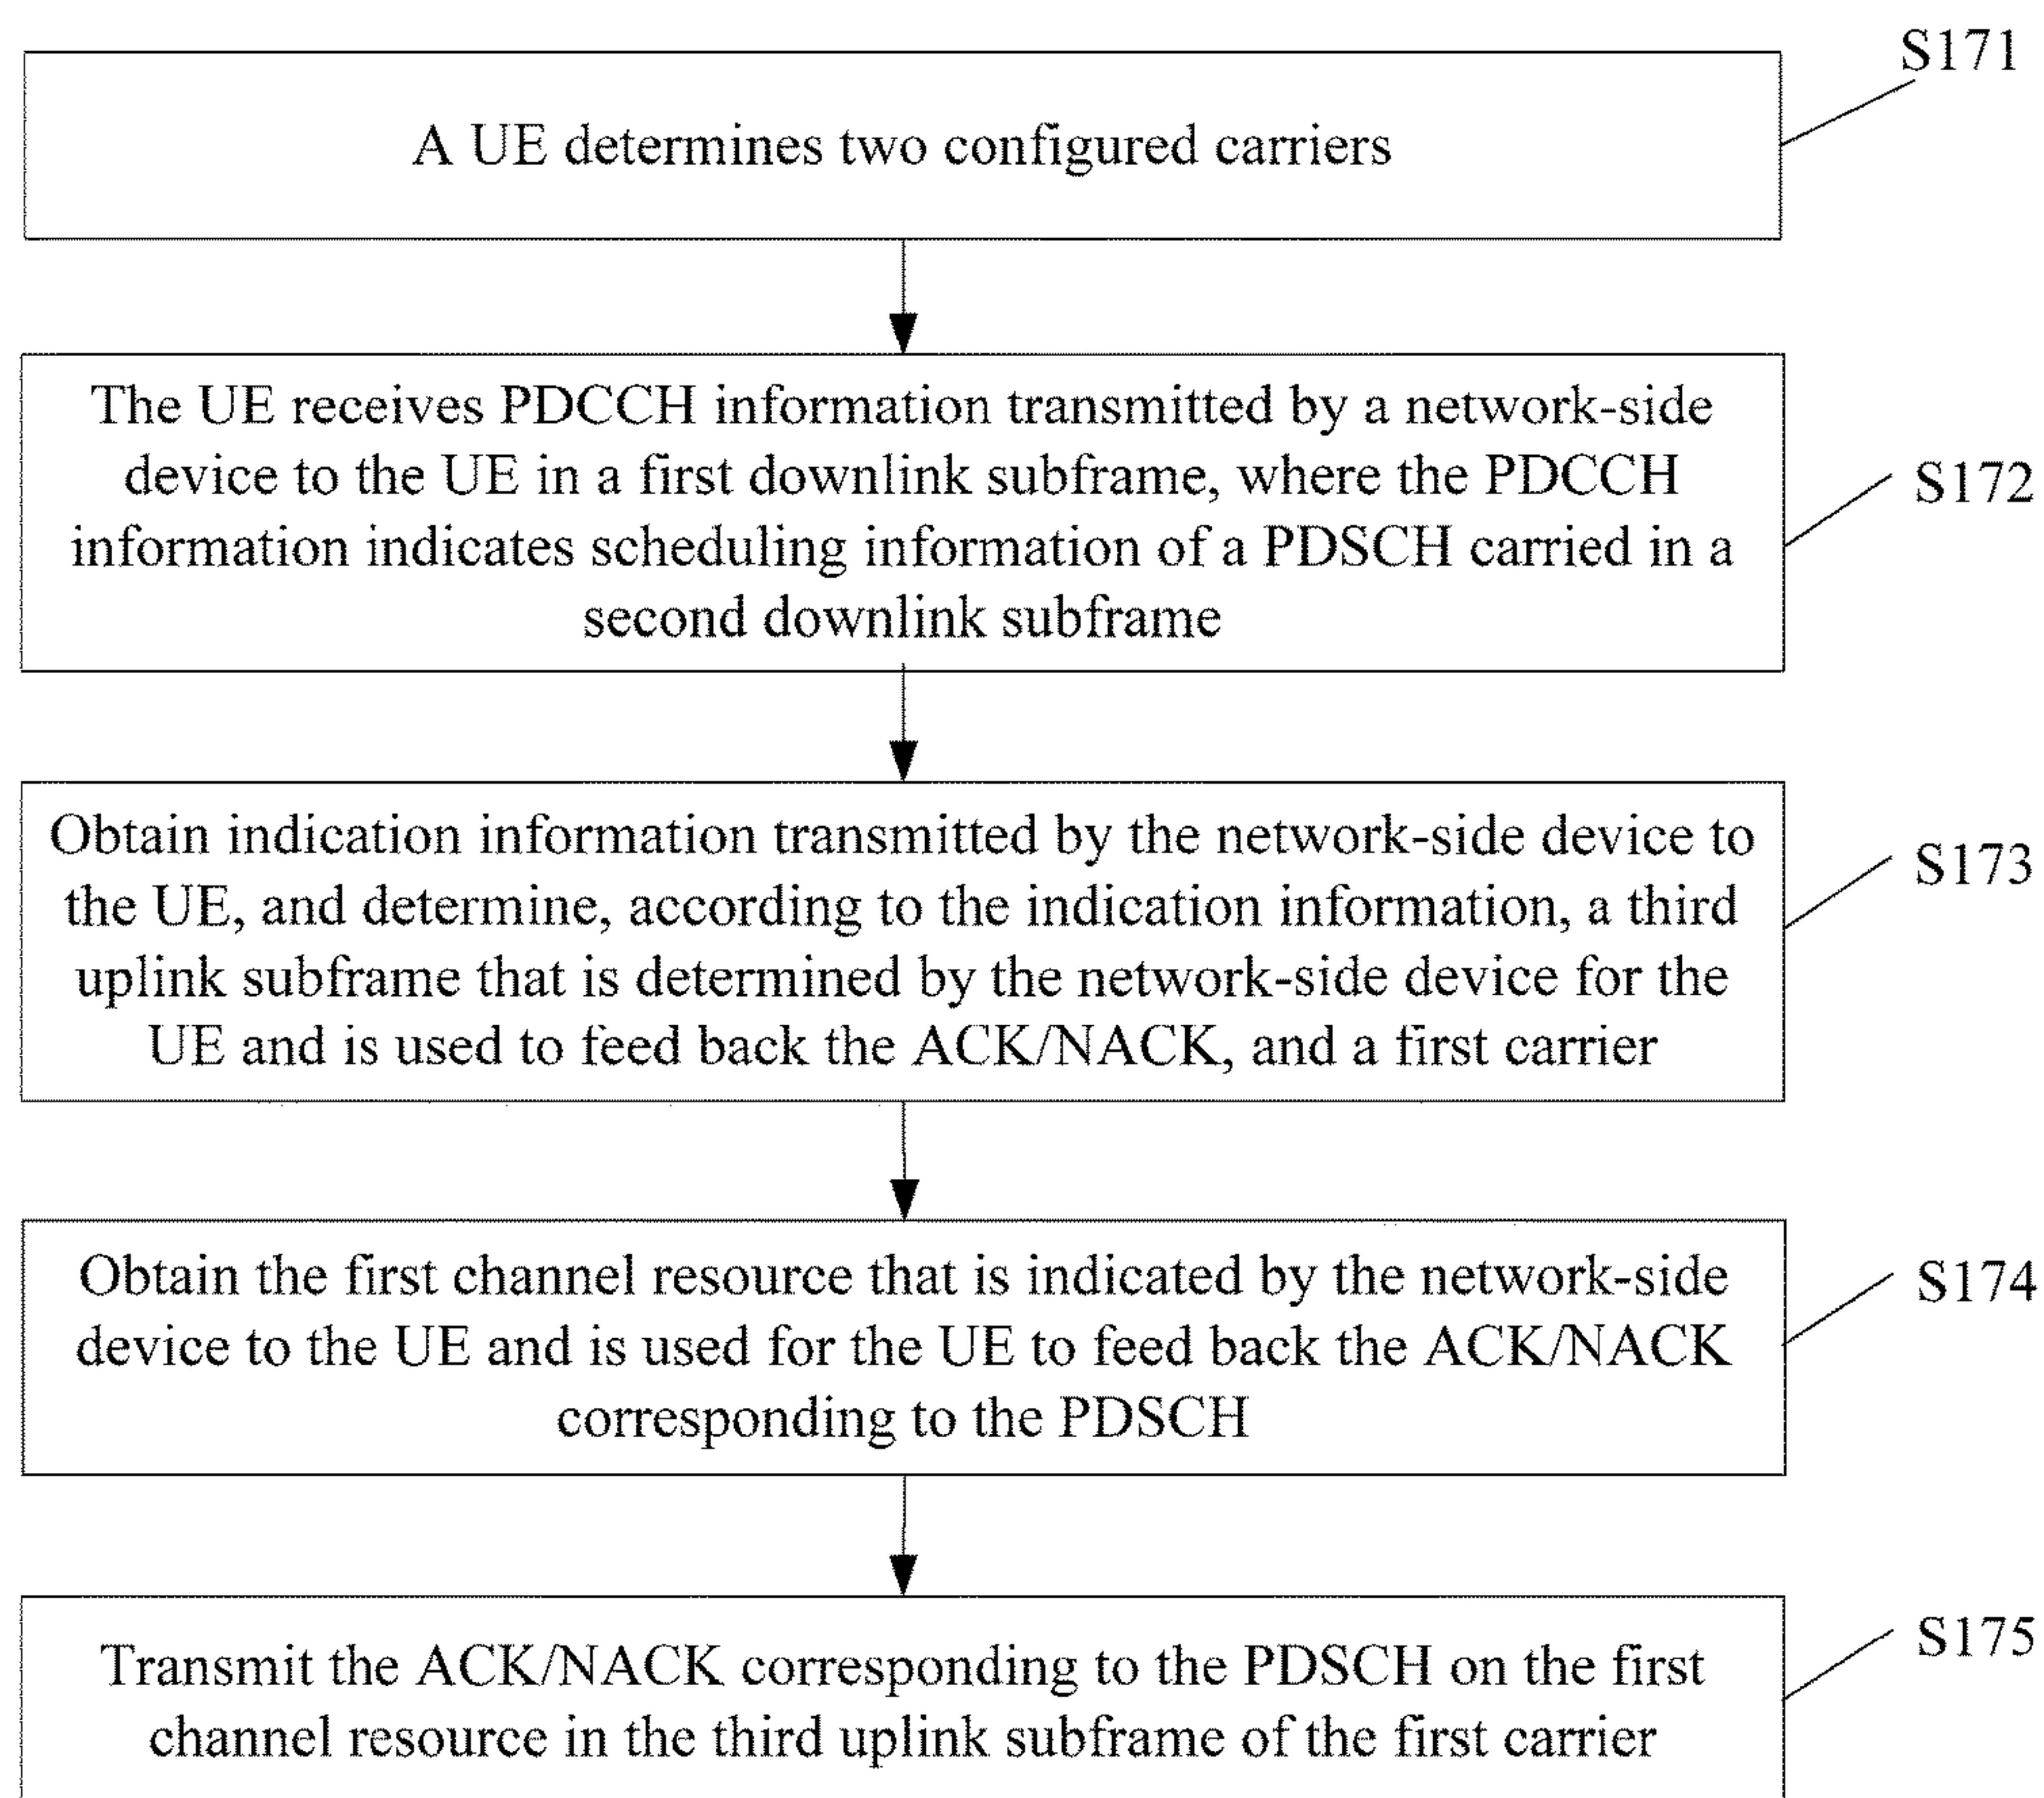 S171
A UE determines two configured carriers
The UE receives PDCCH information transmitted by a network-side
device to the UE in a first downlink subframe, where the PDCCH
information indicates scheduling information of a PDSCH carried in a
second downlink subframe
S172
Obtain indication information transmitted by the network-side device to
the UE, and determine, according to the indication information, a third
uplink subframe that is determined by the network-side device for the
UE and is used to feed back the ACK/NACK, and a first carrier
S173
Obtain the first channel resource that is indicated by the network-side
device to the UE and is used for the UE to feed back the ACK/NACK
corresponding to the PDSCH
S174
Transmit the ACK/NACK corresponding to the PDSCH on the first
channel resource in the third uplink subframe of the first carrier
S175